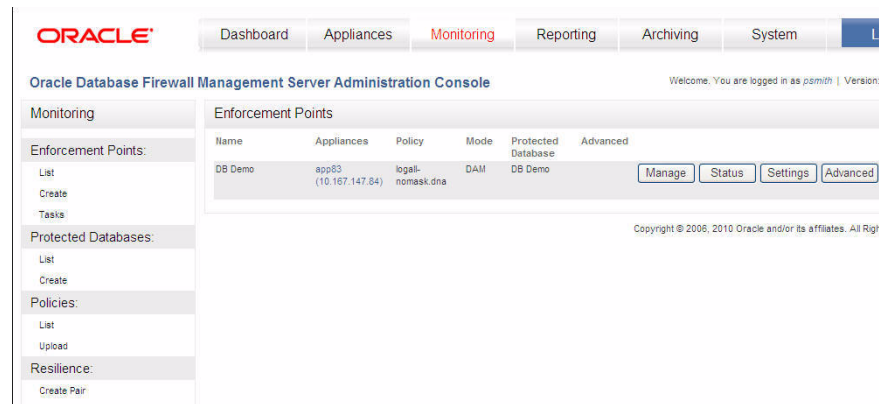 ORACLE
Dashboard Appliances Monitoring Reporting Archiving System
Oracle Database Firewall Management Server Administration Console
Welcome. You are logged in as psmith | Version:
Monitoring
Enforcement Points:
List
Create
Tasks
Protected Databases:
List
Create
Policies:
List
Upload
Resilience:
Create Pair
Enforcement Points
Name Appliances Policy Mode Protected Database Advanced
DB Demo app83 (10.167.147.84) logall-nomask.dna DAM DB Demo Manage Status Settings Advanced
Copyright © 2006, 2010 Oracle and/or its affiliates. All Righ